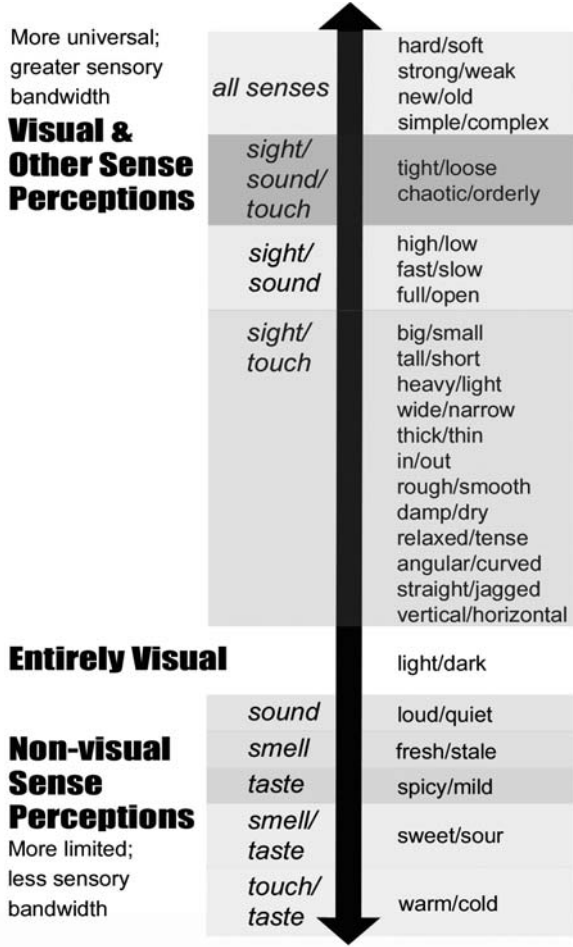 More universal;
greater sensory
bandwidth
Visual &
Other Sense
Perceptions
all senses
hard/soft
strong/weak
new/old
simple/complex
sight/
sound/
touch
tight/loose
chaotic/orderly
sight/
sound
high/low
fast/slow
full/open
sight/
touch
big/small
tall/short
heavy/light
wide/narrow
thick/thin
in/out
rough/smooth
damp/dry
relaxed/tense
angular/curved
straight/jagged
vertical/horizontal
Entirely Visual
light/dark
Non-visual
Sense
Perceptions
More limited;
less sensory
bandwidth
sound
loud/quiet
smell
fresh/stale
taste
spicy/mild
smell/
taste
sweet/sour
touch/
taste
warm/cold